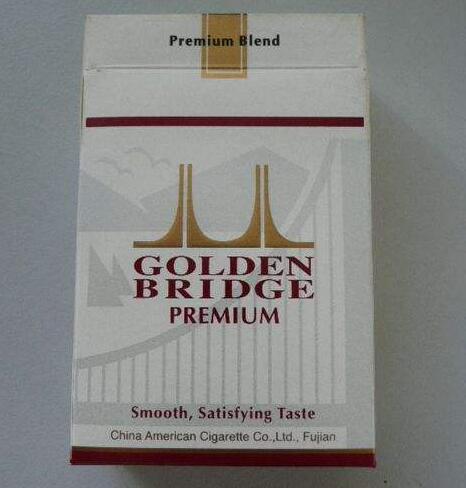 Premium Blend
GOLDEN
BRIDGE
PREMIUM
Smooth, Satisfying Taste
China American Cigarette Co.,Ltd., Fujian